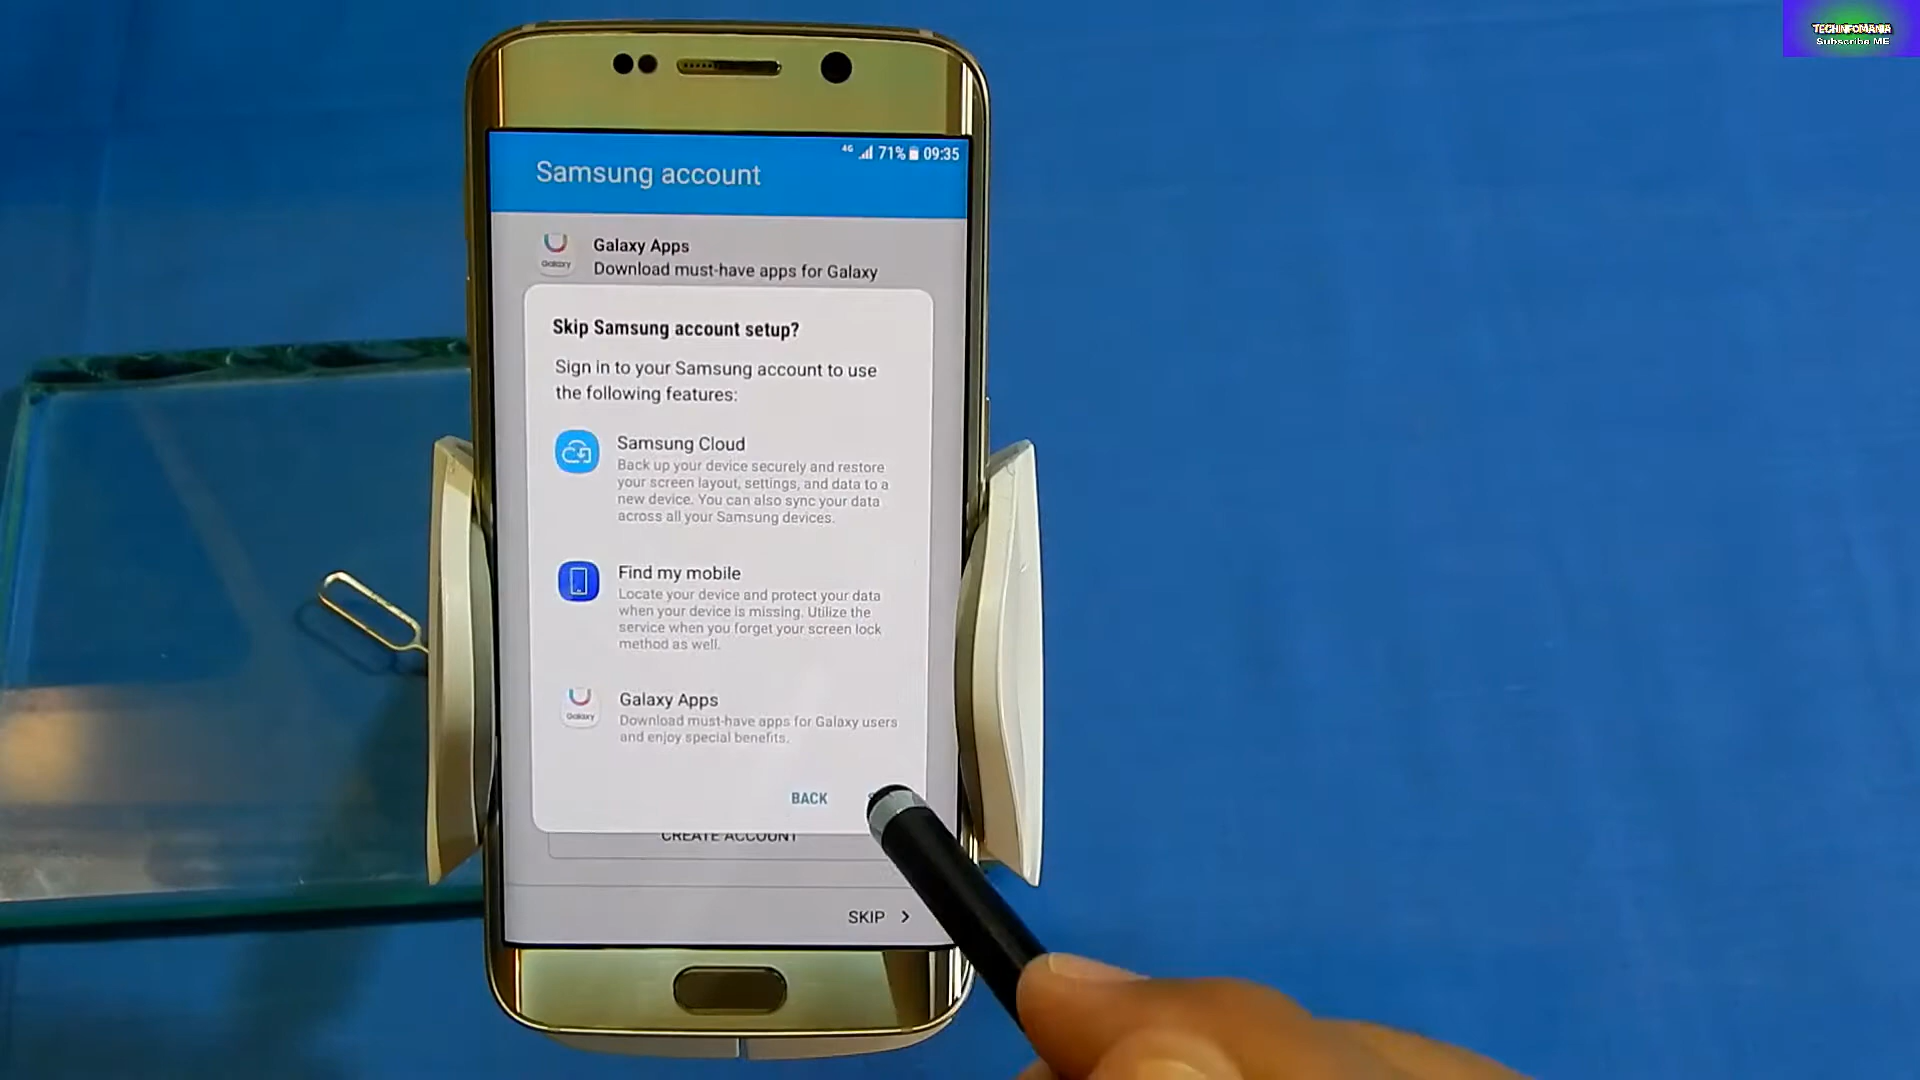 TECHINFOMANIA
Subscribe ME
4G 71% 09:35
Samsung account
Galaxy
Galaxy Apps
Download must-have apps for Galaxy
Skip Samsung account setup?
Sign in to your Samsung account to use
the following features:
Samsung Cloud
Back up your device securely and restore
your screen layout, settings, and data to a
new device. You can also sync your data
across all your Samsung devices.
Find my mobile
Locate your device and protect your data
when your device is missing. Utilize the
service when you forget your screen lock
method as well.
Galaxy
Galaxy Apps
Download must-have apps for Galaxy users
and enjoy special benefits.
BACK
CREATE ACCOUNT
SKIP >